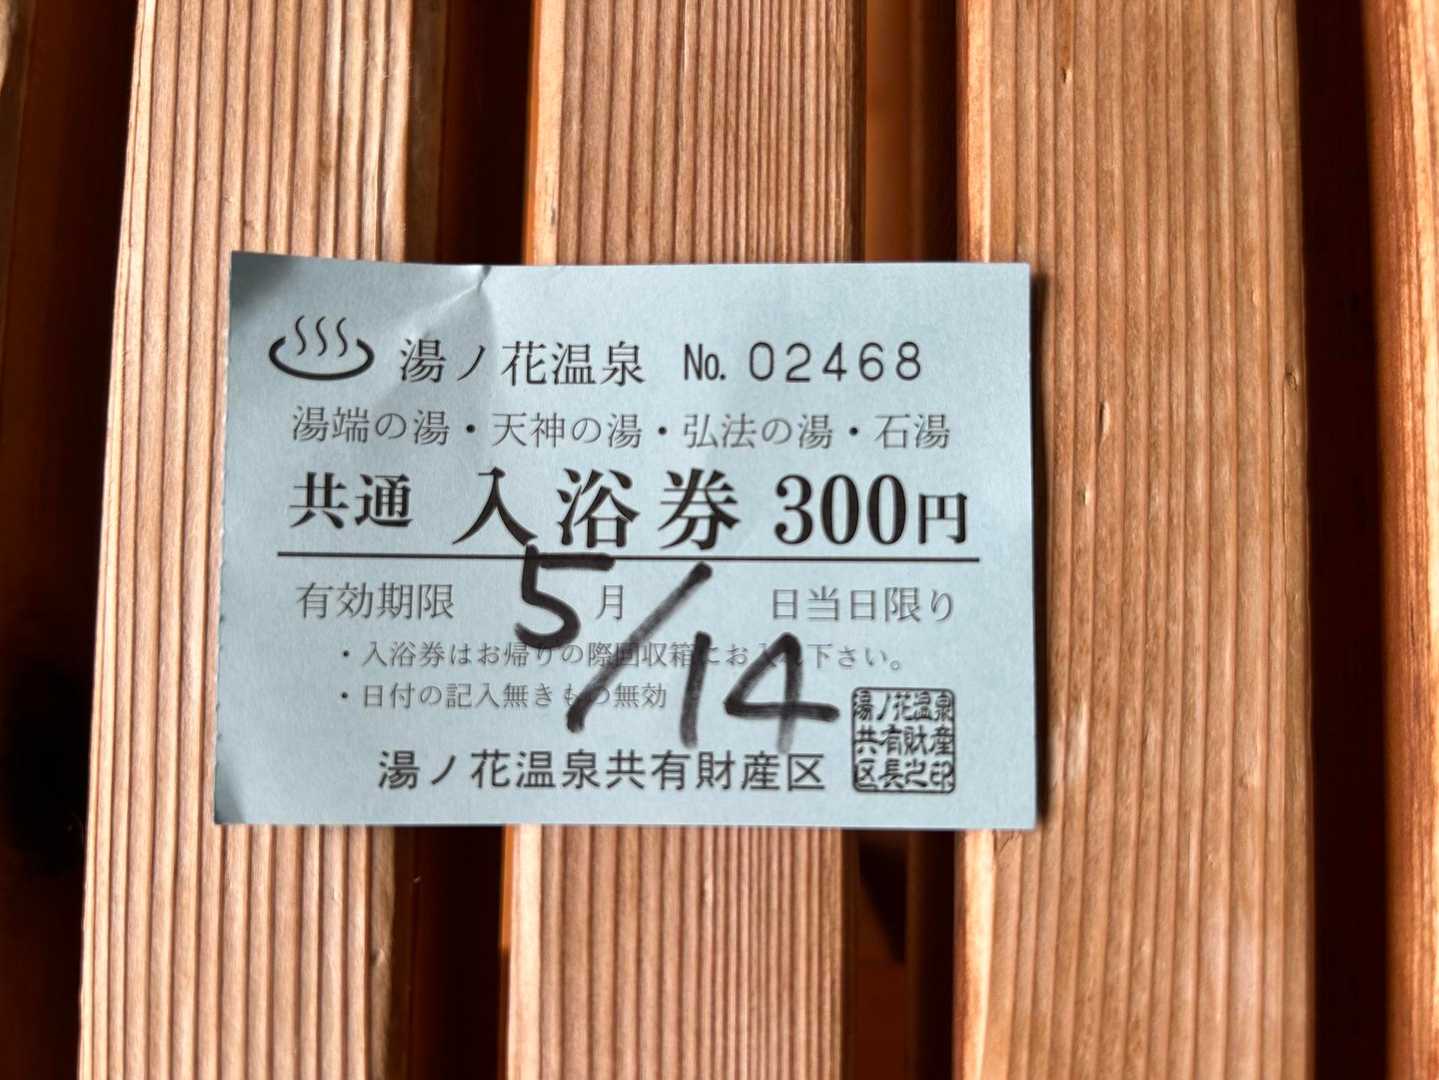 湯ノ花温泉 No. 02468
湯端の湯・天神の湯・弘法の湯・石湯
共通 入浴券 300円
有効期限 5月/14日当日限り
・入浴券はお帰りの際回収箱にお入れ下さい。
・日付の記入無きもの無効
湯ノ花温泉共有財産区
湯ノ花温泉
共有財産
区長之印